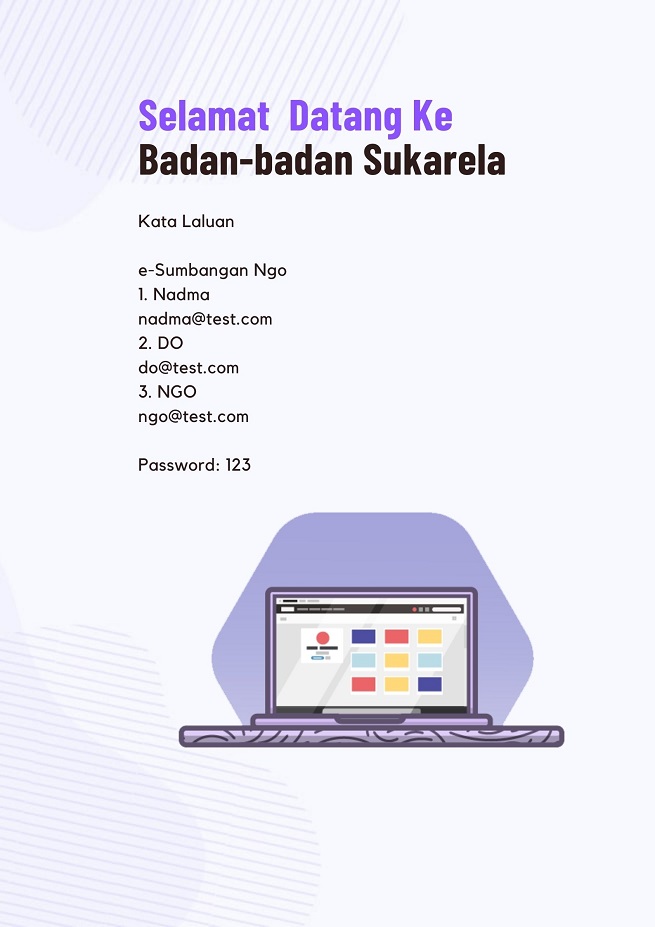 Selamat Datang Ke
Badan-badan Sukarela
Kata Laluan
e-Sumbangan Ngo
1. Nadma
nadma@test.com
2. DO
do@test.com
3. NGO
ngo@test.com
Password: 123